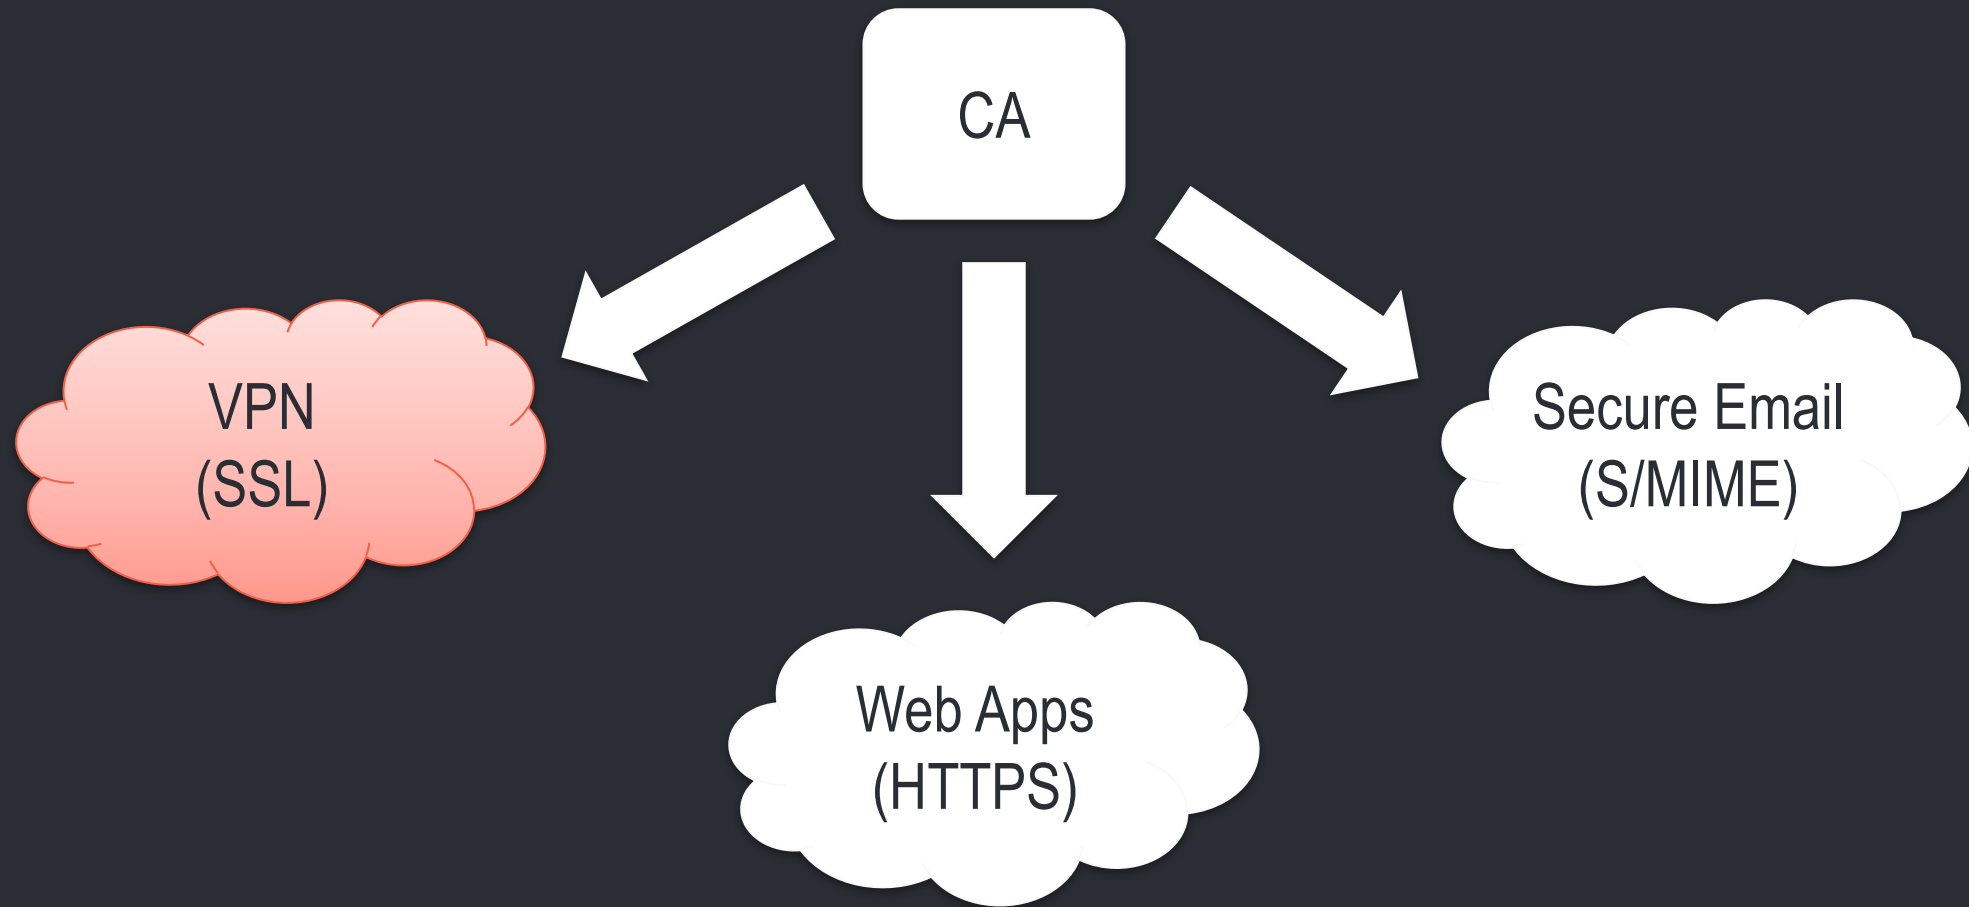 CA
VPN
(SSL)
Secure Email
(S/MIME)
Web Apps
(HTTPS)